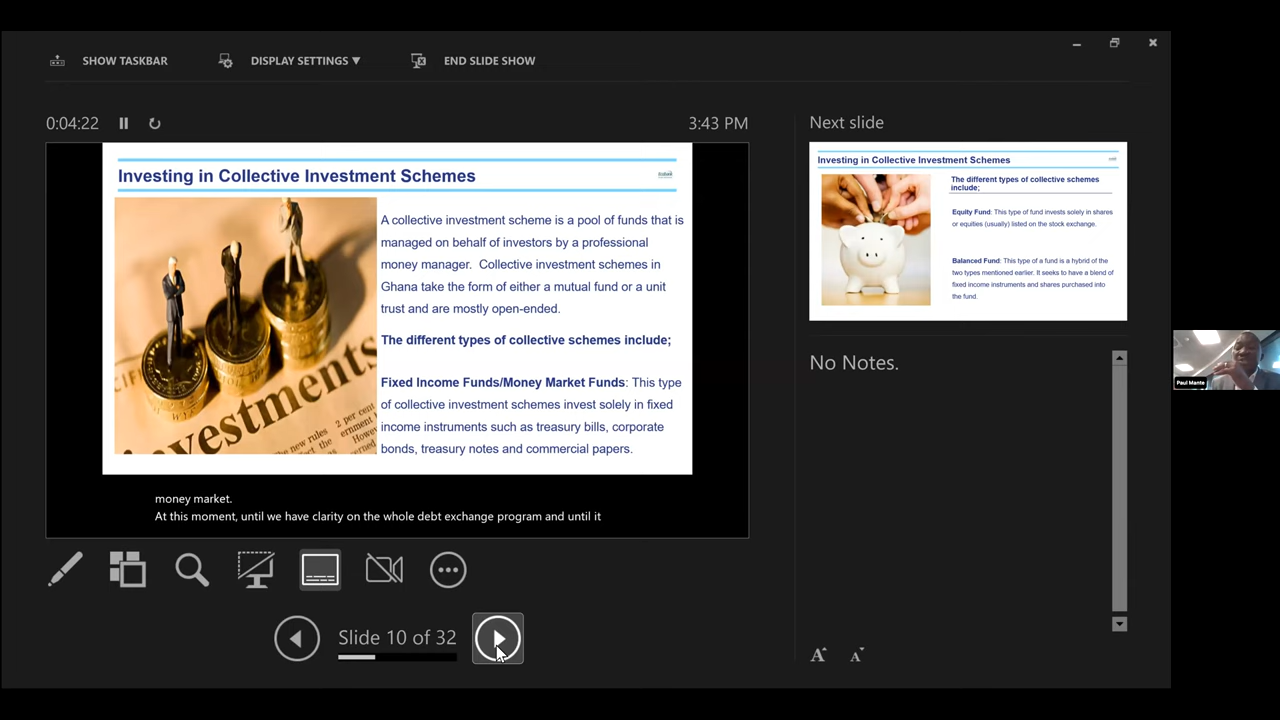 SHOW TASKBAR
DISPLAY SETTINGS ▼
END SLIDE SHOW
0:04:22
3:43 PM
Investing in Collective Investment Schemes
A collective investment scheme is a pool of funds that is
managed on behalf of investors by a professional
money manager. Collective investment schemes in
Ghana take the form of either a mutual fund or a unit
trust and are mostly open-ended.
The different types of collective schemes include;
Fixed Income Funds/Money Market Funds: This type
of collective investment schemes invest solely in fixed
income instruments such as treasury bills, corporate
bonds, treasury notes and commercial papers.
investments
2 per cent
new rules
money market.
At this moment, until we have clarity on the whole debt exchange program and until it
Slide 10 of 32
Next slide
Investing in Collective Investment Schemes
The different types of collective schemes
include;
Equity Fund: This type of fund invests solely in shares
or equities (usually) listed on the stock exchange.
Balanced Fund: This type of a fund is a hybrid of the
two types mentioned earlier. It seeks to have a blend of
fixed income instruments and shares purchased into
the fund.
No Notes.
A A
Paul Mante